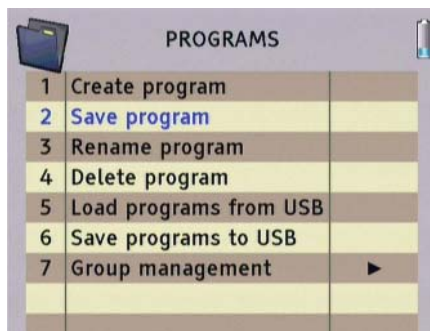 PROGRAMS
1 Create program
2 Save program
3 Rename program
4 Delete program
5 Load programs from USB
6 Save programs to USB
7 Group management ►